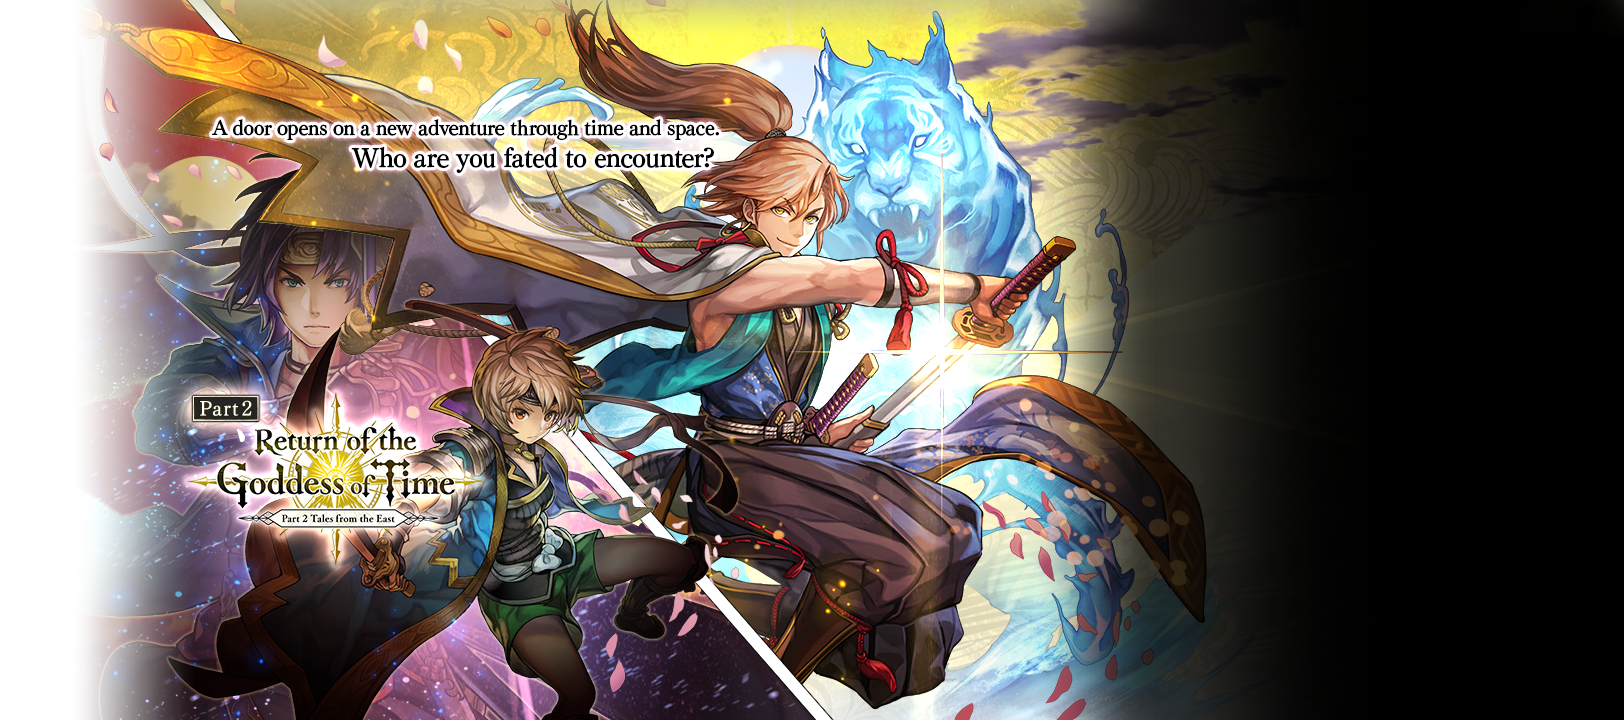 A door opens on a new adventure through time and space.
Who are you fated to encounter?
Part 2
Return of the
Goddess of Time
Part 2 Tales from the East